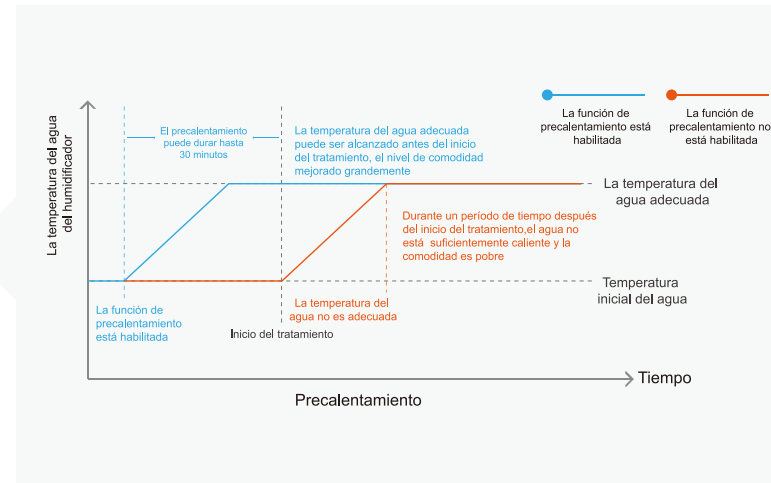 La función de
precalentamiento está
habilitada
La función de
precalentamiento no
está habilitada
La temperatura del agua
del humidificador
El precalentamiento
puede durar hasta
30 minutos
La temperatura del agua adecuada
puede ser alcanzado antes del inicio
del tratamiento, el nivel de comodidad
mejorado grandemente
La temperatura del
agua adecuada
Durante un período de tiempo después
del inicio del tratamiento,el agua no
está suficientemente caliente y la
comodidad es pobre
Temperatura
inicial del agua
La función de
precalentamiento
está habilitada
La temperatura del
agua no es adecuada
Inicio del tratamiento
Tiempo
Precalentamiento